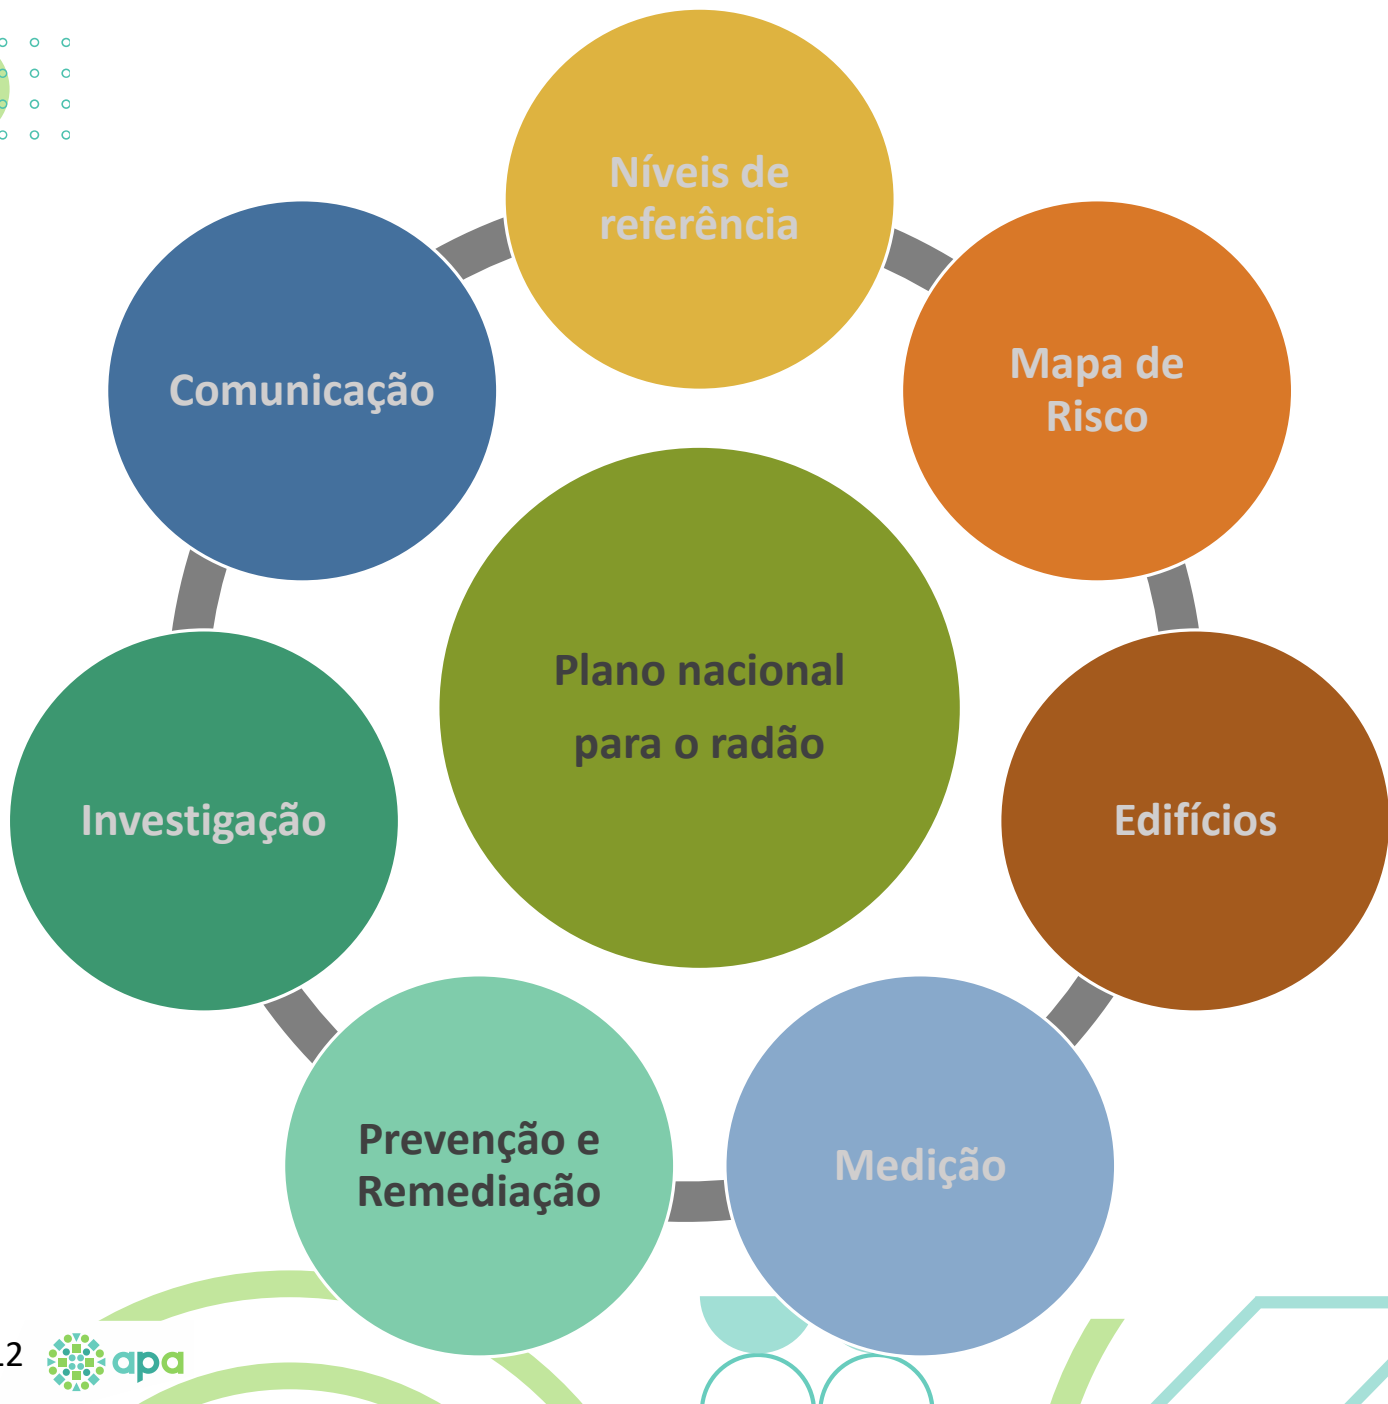 Níveis de
referência
Mapa de
Risco
Comunicação
Plano nacional
para o radão
Edifícios
Investigação
Prevenção e
Remediação
Medição
12
apa